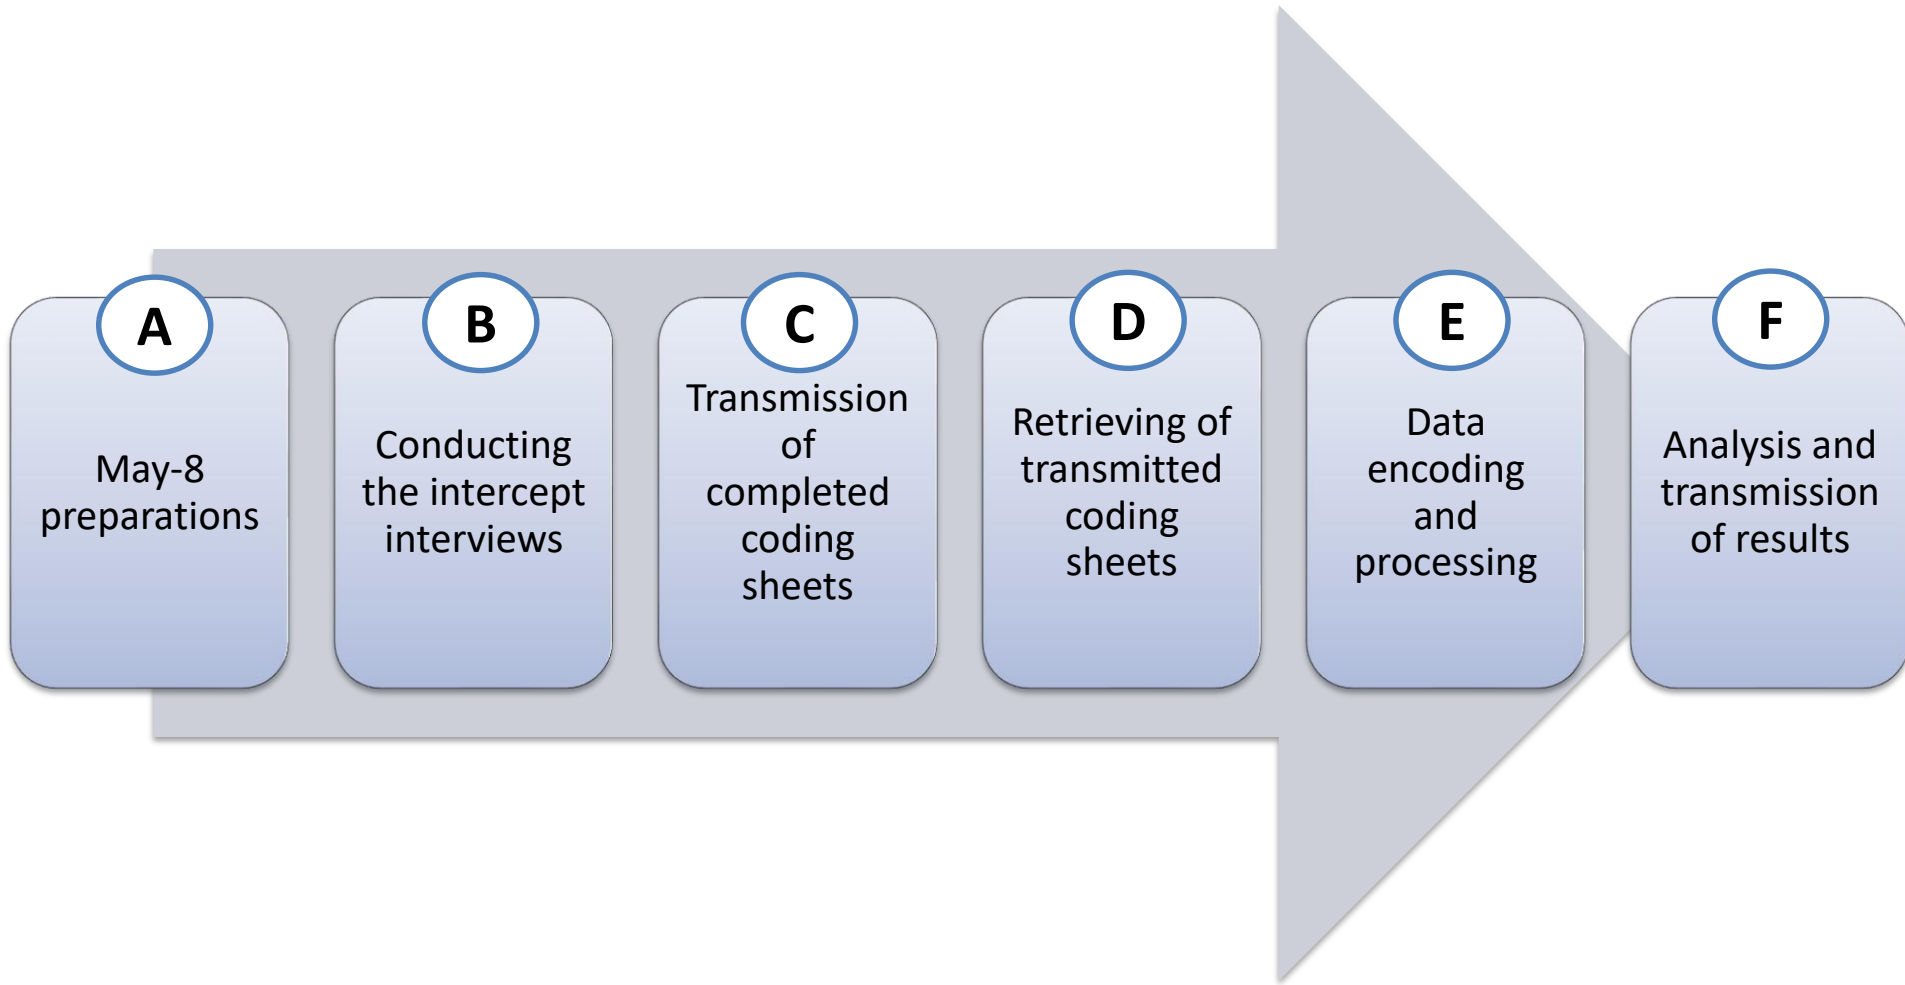 A
May-8
preparations
B
Conducting
the intercept
interviews
C
Transmission
of
completed
coding
sheets
D
Retrieving of
transmitted
coding
sheets
E
Data
encoding
and
processing
F
Analysis and
transmission
of results